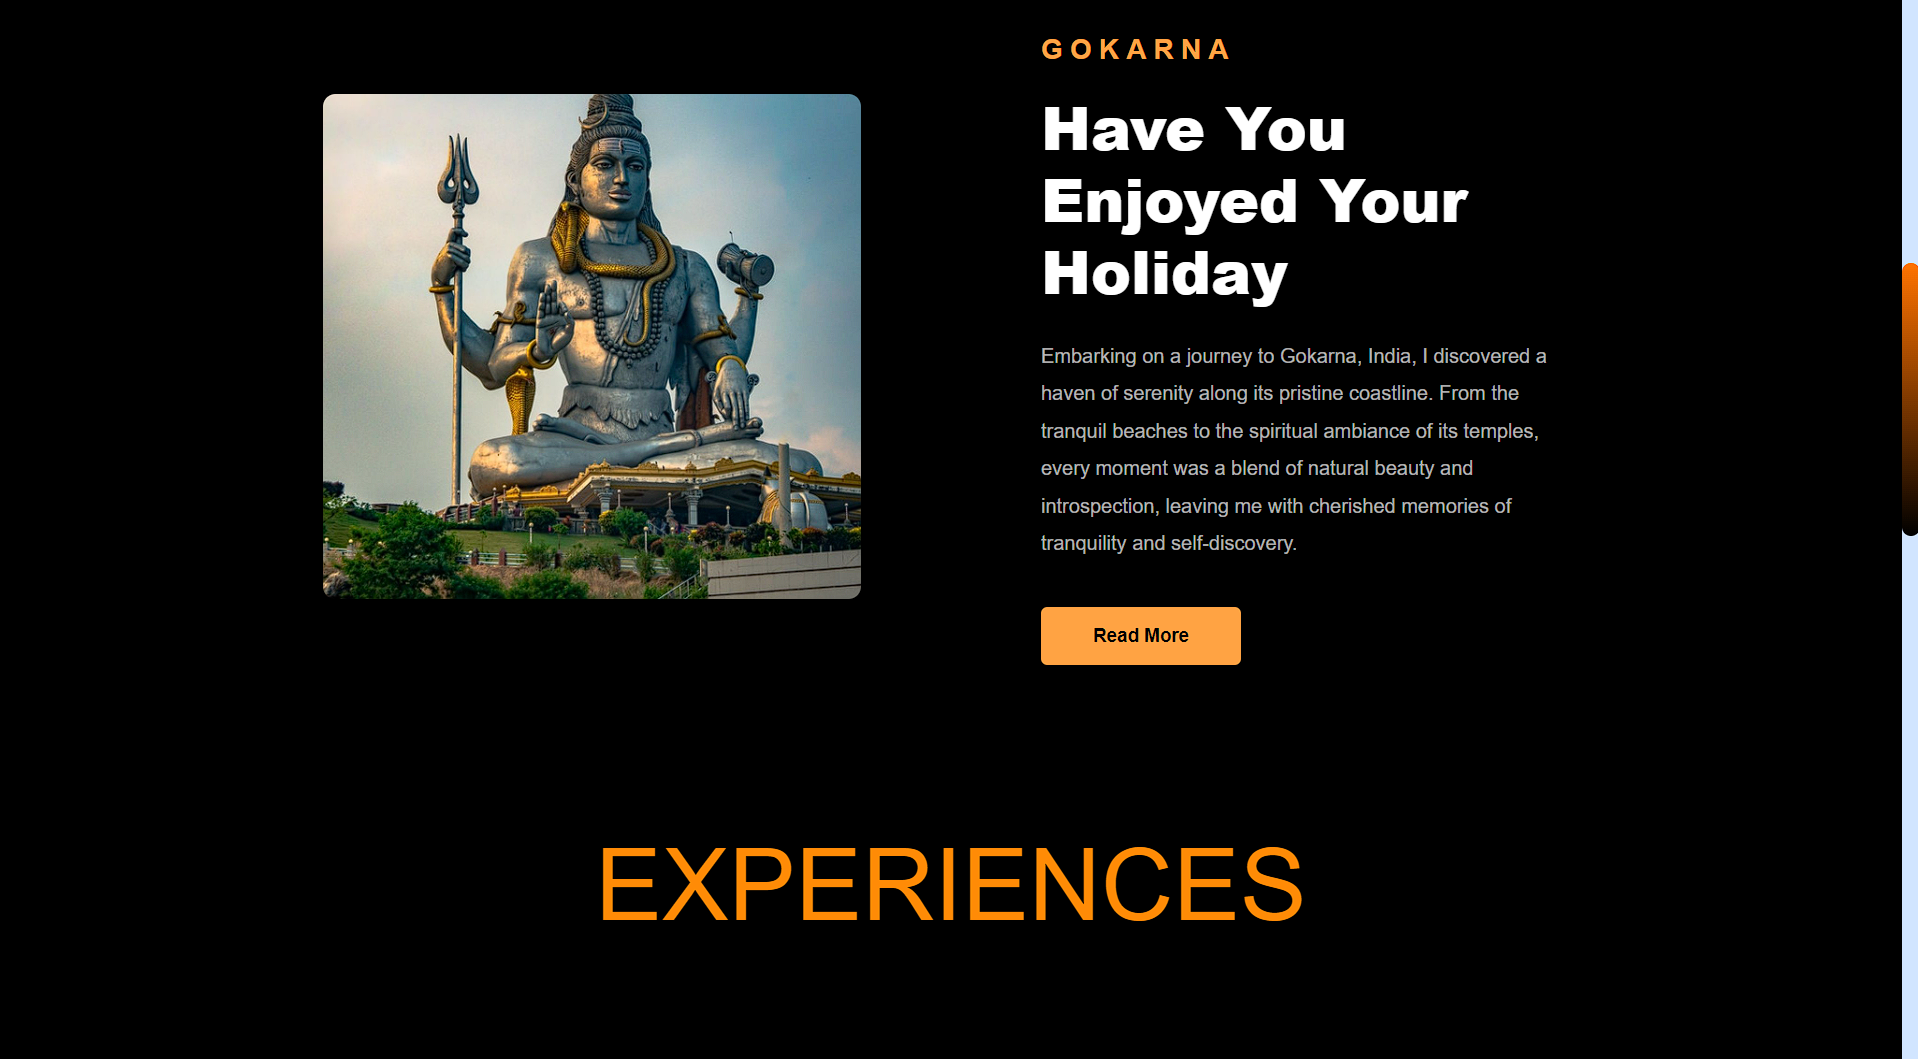 GOKARNA
Have You
Enjoyed Your
Holiday
Embarking on a journey to Gokarna, India, I discovered a
haven of serenity along its pristine coastline. From the
tranquil beaches to the spiritual ambiance of its temples,
every moment was a blend of natural beauty and
introspection, leaving me with cherished memories of
tranquility and self-discovery.
Read More
EXPERIENCES